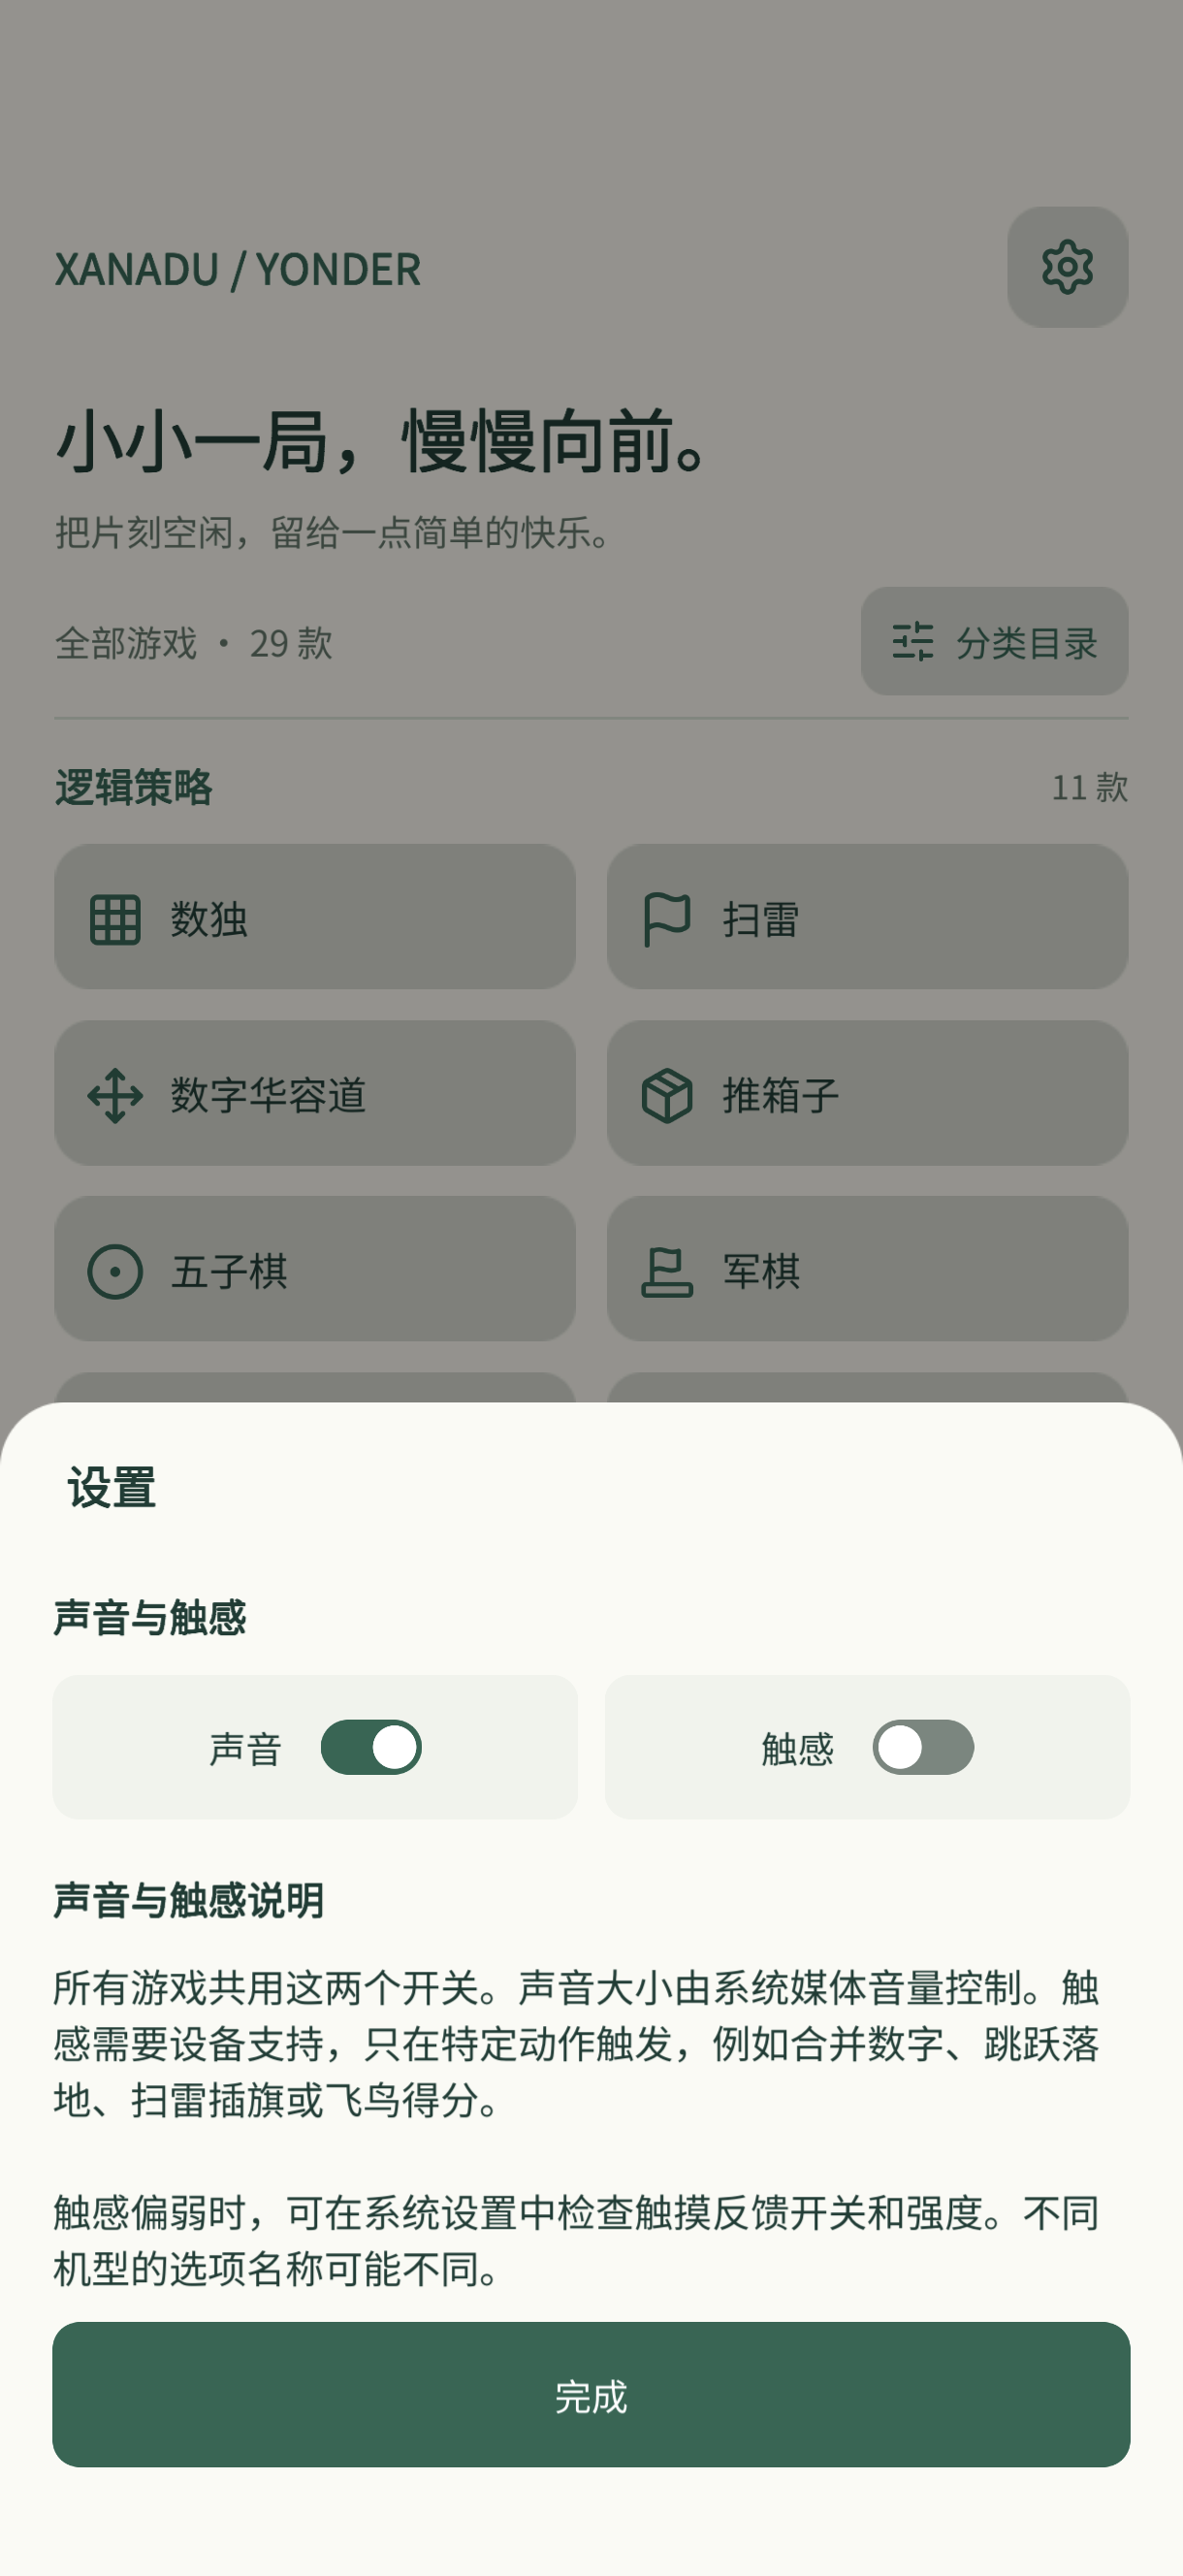 XANADU / YONDER
小小一局，慢慢向前。
把片刻空闲，留给一点简单的快乐。
全部游戏 · 29 款
分类目录
逻辑策略
11 款
数独
扫雷
数字华容道
推箱子
五子棋
军棋
设置
声音与触感
声音
触感
声音与触感说明
所有游戏共用这两个开关。声音大小由系统媒体音量控制。触
感需要设备支持，只在特定动作触发，例如合并数字、跳跃落
地、扫雷插旗或飞鸟得分。
触感偏弱时，可在系统设置中检查触摸反馈开关和强度。不同
机型的选项名称可能不同。
完成